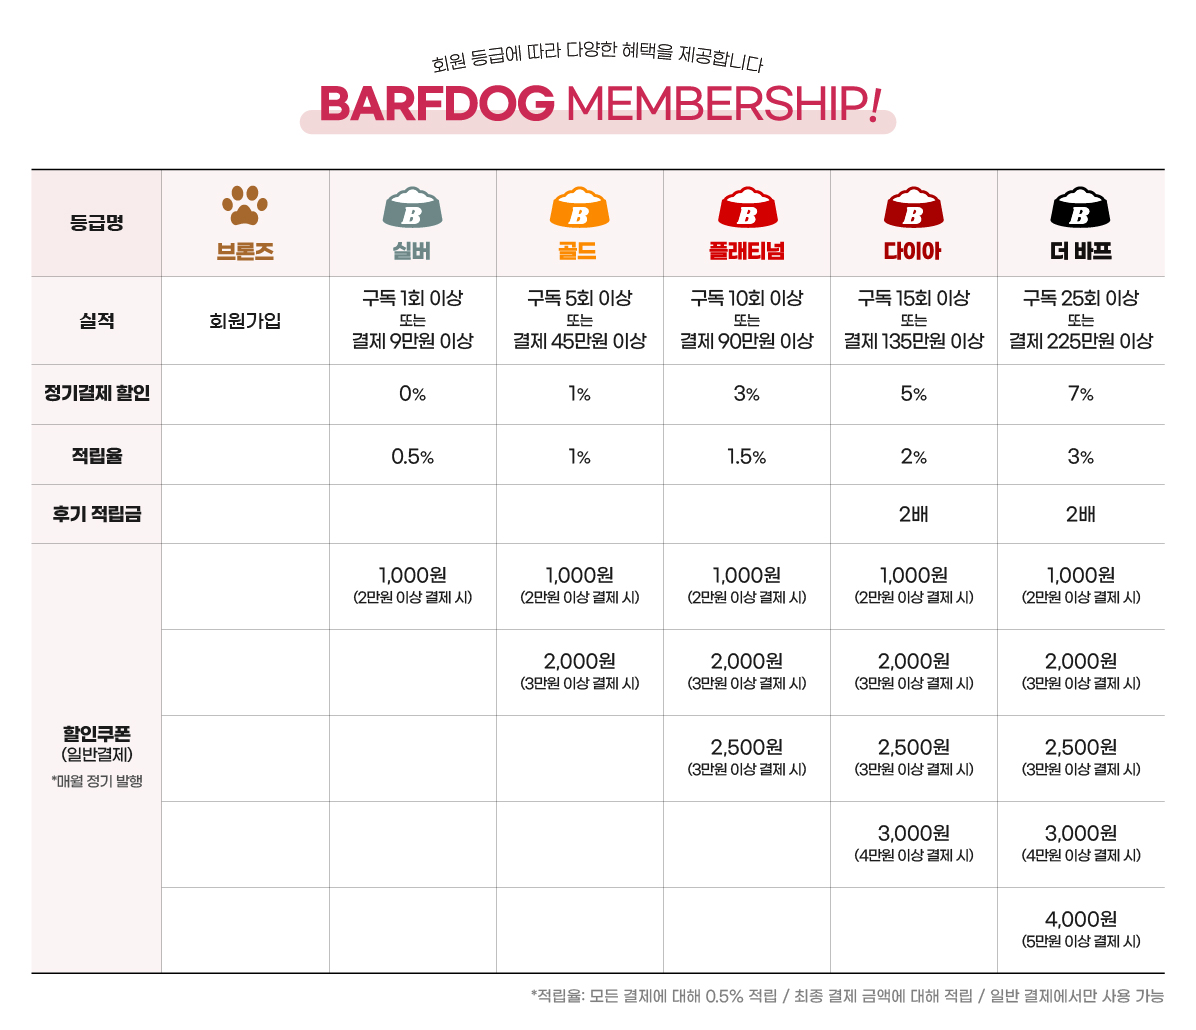 회원 등급에 따라 다양한 혜택을 제공합니다
BARFDOG MEMBERSHIP!
등급명
브론즈
B
실버
B
골드
B
플래티넘
B
다이아
B
더 바프
실적
회원가입
구독 1회 이상
또는
결제 9만원 이상
구독 5회 이상
또는
결제 45만원 이상
구독 10회 이상
또는
결제 90만원 이상
구독 15회 이상
또는
결제 135만원 이상
구독 25회 이상
또는
결제 225만원 이상
정기결제 할인
0%
1%
3%
5%
7%
적립율
0.5%
1%
1.5%
2%
3%
후기 적립금
2배
2배
할인쿠폰
(일반결제)
*매월 정기 발행
1,000원
(2만원 이상 결제 시)
1,000원
(2만원 이상 결제 시)
1,000원
(2만원 이상 결제 시)
1,000원
(2만원 이상 결제 시)
1,000원
(2만원 이상 결제 시)
2,000원
(3만원 이상 결제 시)
2,000원
(3만원 이상 결제 시)
2,000원
(3만원 이상 결제 시)
2,000원
(3만원 이상 결제 시)
2,500원
(3만원 이상 결제 시)
2,500원
(3만원 이상 결제 시)
2,500원
(3만원 이상 결제 시)
3,000원
(4만원 이상 결제 시)
3,000원
(4만원 이상 결제 시)
4,000원
(5만원 이상 결제 시)
*적립율: 모든 결제에 대해 0.5% 적립 / 최종 결제 금액에 대해 적립 / 일반 결제에서만 사용 가능